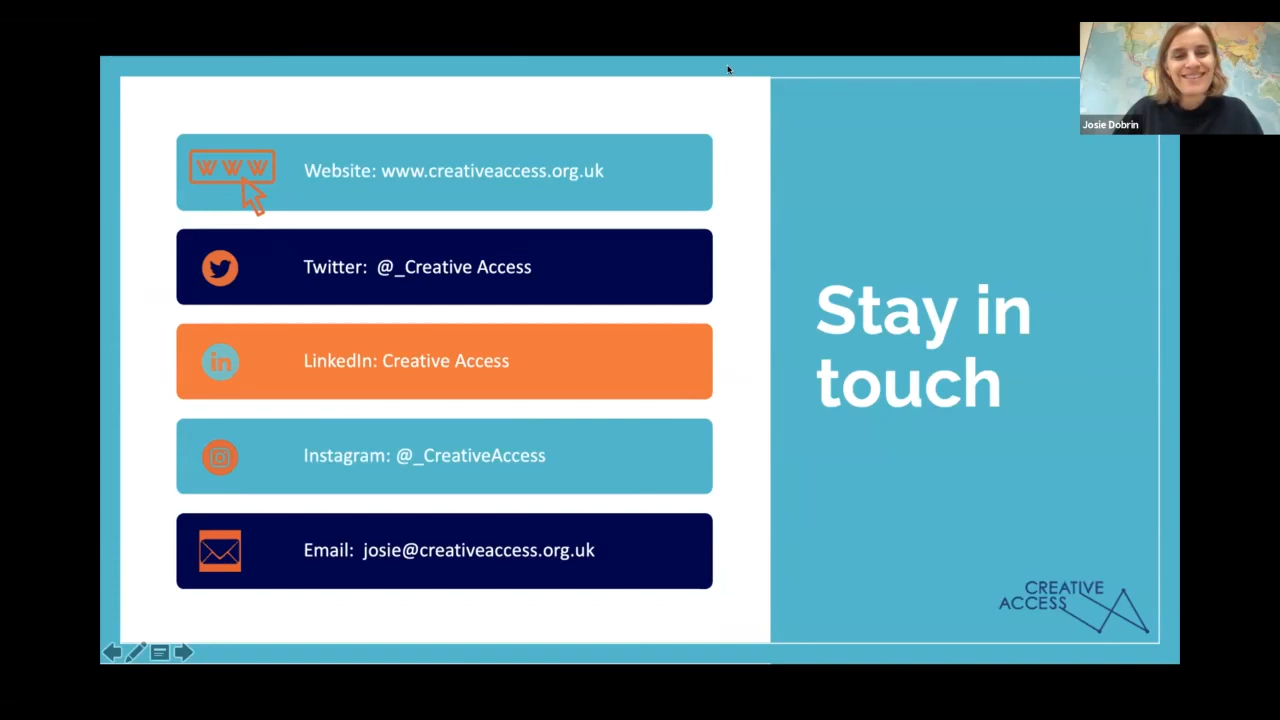 Josie Dobrin
WWW
Website: www.creativeaccess.org.uk
Twitter: @_Creative Access
in
LinkedIn: Creative Access
Instagram: @_CreativeAccess
Email: josie@creativeaccess.org.uk
Stay in
touch
CREATIVE
ACCESS